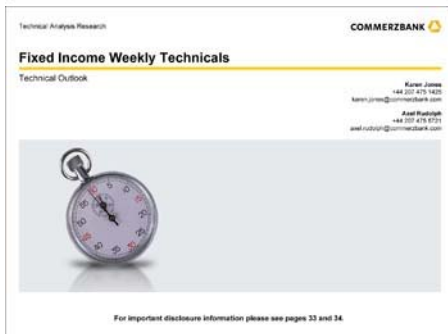 Technical Analysis Research
COMMERZBANK
Fixed Income Weekly Technicals
Technical Outlook
Karen Jones
+44 207 475 1425
karen.jones@commerzbank.com
Axel Rudolph
+44 207 475 5721
axel.rudolph@commerzbank.com
For important disclosure information please see pages 33 and 34.